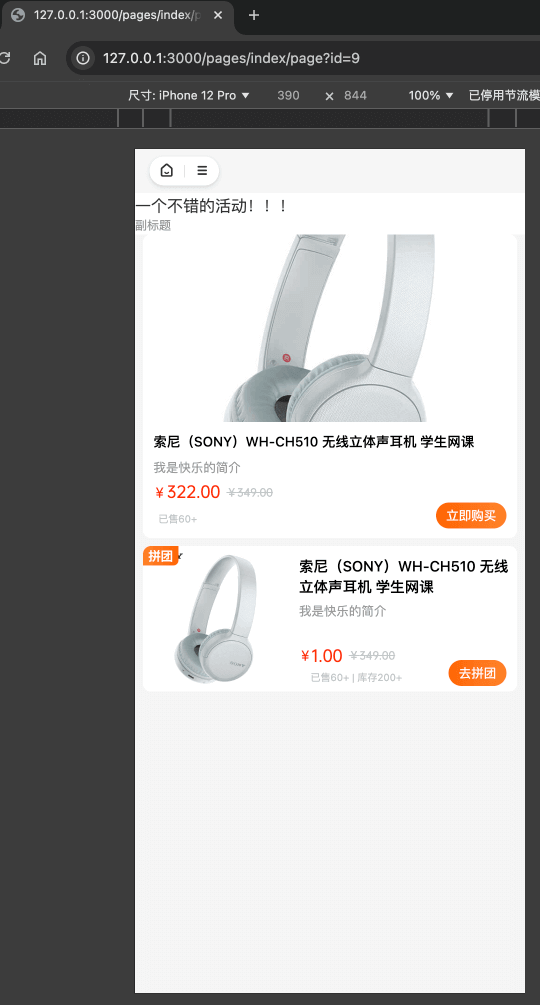 127.0.0.1:3000/pages/index/p
127.0.0.1:3000/pages/index/page?id=9
尺寸: iPhone 12 Pro ▼ 390 × 844 100% ▼ 已停用节流模
一个不错的活动！！！
副标题
索尼（SONY）WH-CH510 无线立体声耳机 学生网课
我是快乐的简介
￥322.00 ￥349.00
已售60+
立即购买
拼团
索尼（SONY）WH-CH510 无线
立体声耳机 学生网课
我是快乐的简介
￥1.00 ￥349.00
已售60+ | 库存200+
去拼团